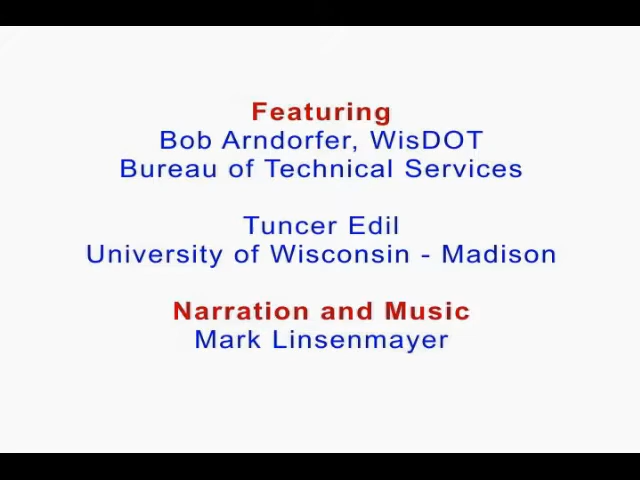 Featuring
Bob Arndorfer, WisDOT
Bureau of Technical Services
Tuncer Edil
University of Wisconsin - Madison
Narration and Music
Mark Linsenmayer